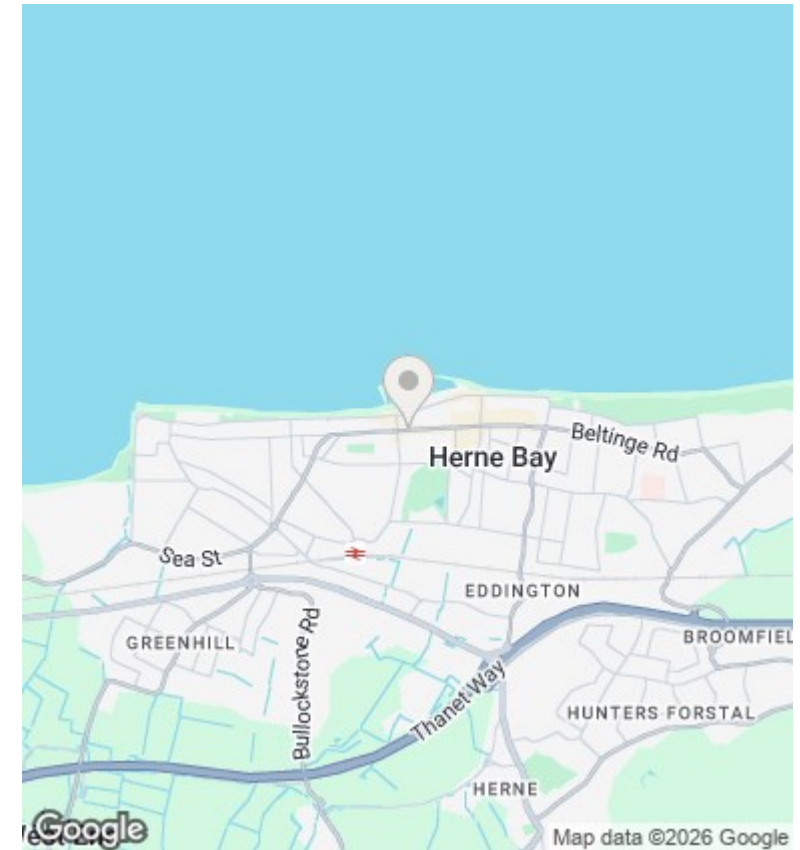 Herne Bay
Beltinge Rd
Sea St
EDDINGTON
GREENHILL
Bullockstone Rd
BROOMFIEL
Thanet Way
HUNTERS FORSTAL
HERNE
Google
Map data ©2026 Google